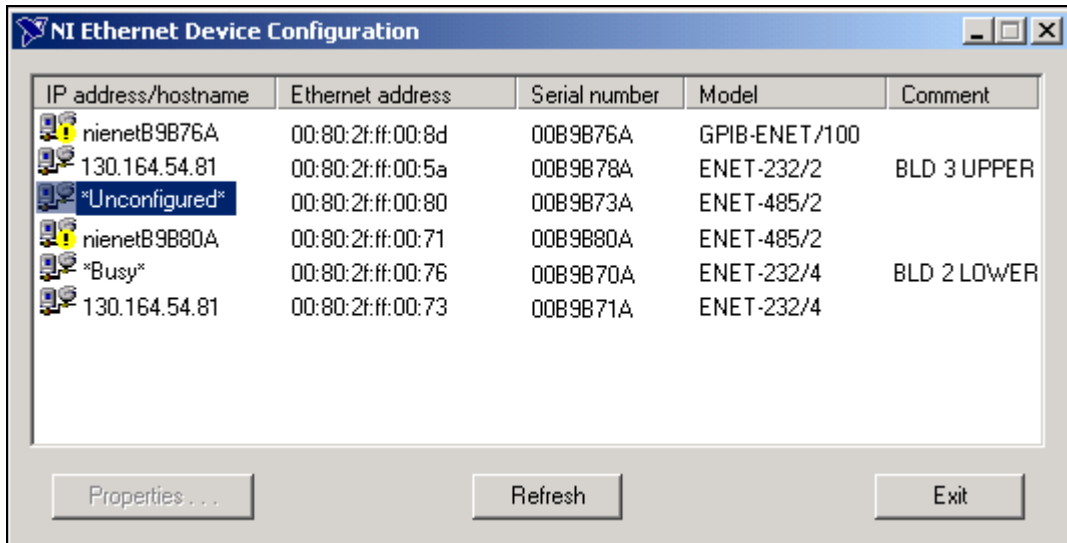 NI Ethernet Device Configuration
IP address/hostname Ethernet address Serial number Model Comment
nienetB9B76A 00:80:2f:ff:00:8d 00B9B76A GPIB-ENET/100
130.164.54.81 00:80:2f:ff:00:5a 00B9B78A ENET-232/2 BLD 3 UPPER
*Unconfigured* 00:80:2f:ff:00:80 00B9B73A ENET-485/2
nienetB9B80A 00:80:2f:ff:00:71 00B9B80A ENET-485/2
*Busy* 00:80:2f:ff:00:76 00B9B70A ENET-232/4 BLD 2 LOWER
130.164.54.81 00:80:2f:ff:00:73 00B9B71A ENET-232/4
Properties . . . Refresh Exit